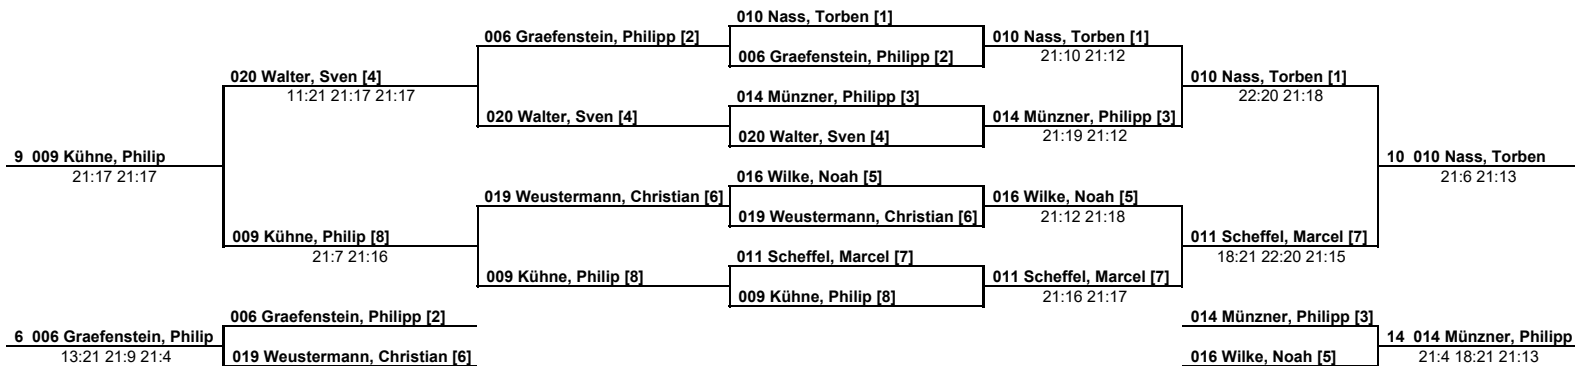 010 Nass, Torben [1]
006 Graefenstein, Philipp [2]
010 Nass, Torben [1]
006 Graefenstein, Philipp [2]
21:10 21:12
020 Walter, Sven [4]
010 Nass, Torben [1]
11:21 21:17 21:17
014 Münzner, Philipp [3]
22:20 21:18
020 Walter, Sven [4]
014 Münzner, Philipp [3]
020 Walter, Sven [4]
21:19 21:12
9 009 Kühne, Philip
10 010 Nass, Torben
21:17 21:17
016 Wilke, Noah [5]
21:6 21:13
019 Weustermann, Christian [6]
016 Wilke, Noah [5]
019 Weustermann, Christian [6]
21:12 21:18
009 Kühne, Philip [8]
011 Scheffel, Marcel [7]
21:7 21:16
011 Scheffel, Marcel [7]
18:21 22:20 21:15
009 Kühne, Philip [8]
011 Scheffel, Marcel [7]
009 Kühne, Philip [8]
21:16 21:17
006 Graefenstein, Philipp [2]
014 Münzner, Philipp [3]
6 006 Graefenstein, Philip
14 014 Münzner, Philipp
13:21 21:9 21:4
019 Weustermann, Christian [6]
016 Wilke, Noah [5]
21:4 18:21 21:13